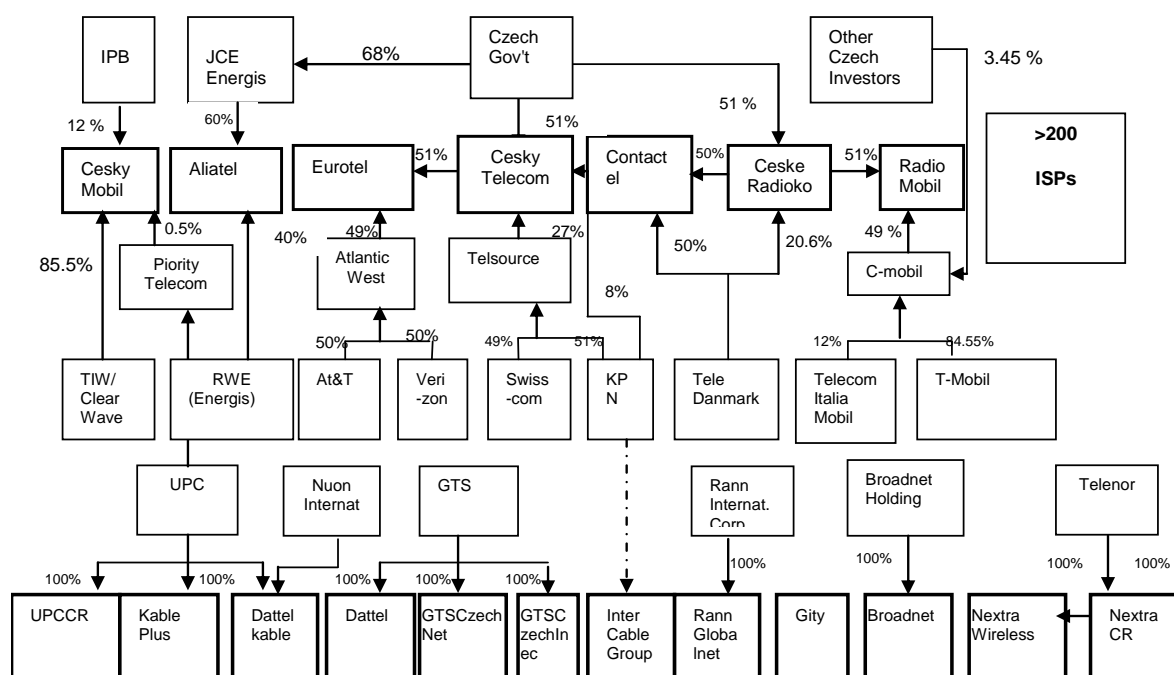 IPB
JCE
Energis
Czech
Gov't
Other
Czech
Investors
68%
3.45 %
12 %
60%
51%
51 %
>200
ISPs
Cesky
Mobil
Aliatel
Eurotel
51%
Cesky
Telecom
Contact
el
50%
Ceske
Radioko
51%
Radio
Mobil
85.5%
0.5%
40%
49%
27%
50%
20.6%
49 %
Piority
Telecom
Atlantic
West
Telsource
8%
C-mobil
50%
50%
49%
51%
12%
84.55%
TIW/
Clear
Wave
RWE
(Energis)
At&T
Veri
-zon
Swiss
-com
KP
N
Tele
Danmark
Telecom
Italia
Mobil
T-Mobil
UPC
Nuon
Internat
GTS
Rann
Internat.
Corp
Broadnet
Holding
Telenor
100%
100%
100%
100%
100%
100%
100%
100%
100%
UPCCR
Kable
Plus
Dattel
kable
Dattel
GTSCzech
Net
GTSC
zechIn
ec
Inter
Cable
Group
Rann
Globa
lnet
Gity
Broadnet
Nextra
Wireless
Nextra
CR